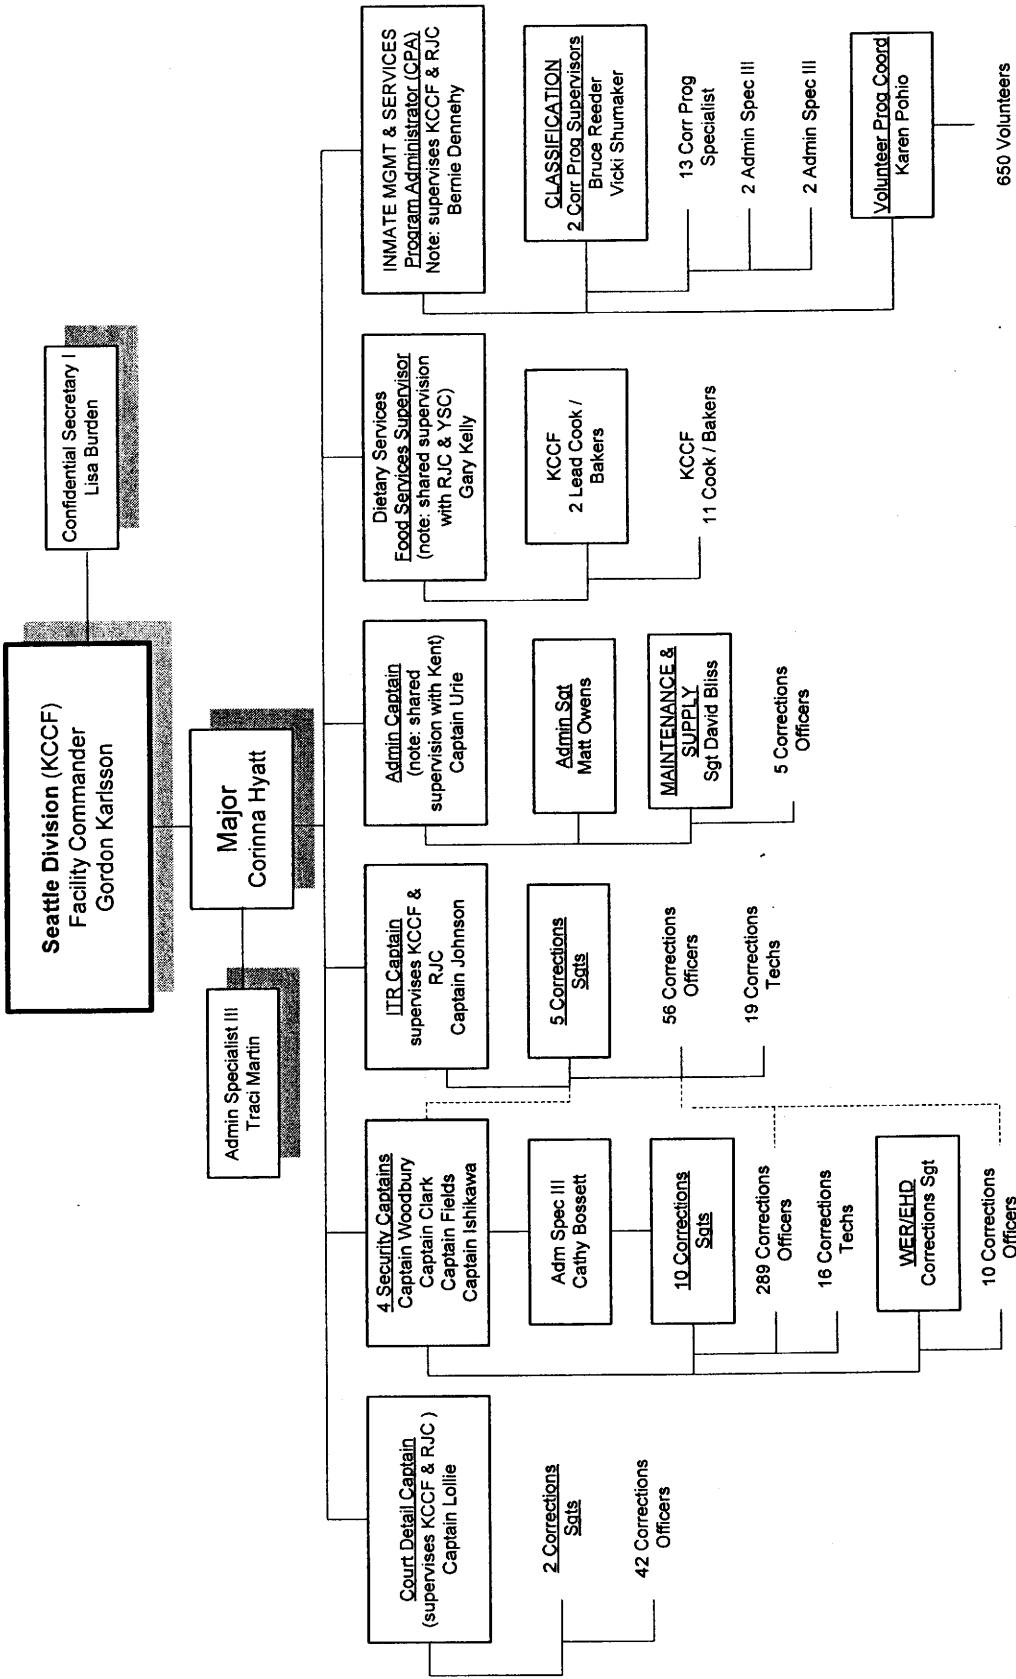 Seattle Division (KCCF)
Facility Commander
Gordon Karlsson
Confidential Secretary I
Lisa Burden
Major
Corinna Hyatt
Admin Specialist III
Traci Martin
Court Detail Captain
(supervises KCCF & RJC )
Captain Lollie
2 Corrections
Sgts
42 Corrections
Officers
4 Security Captains
Captain Woodbury
Captain Clark
Captain Fields
Captain Ishikawa
Adm Spec III
Cathy Bossett
10 Corrections
Sgts
289 Corrections
Officers
16 Corrections
Techs
WER/EHD
Corrections Sgt
10 Corrections
Officers
ITR Captain
supervises KCCF &
RJC
Captain Johnson
5 Corrections
Sgts
56 Corrections
Officers
19 Corrections
Techs
Admin Captain
(note: shared
supervision with Kent)
Captain Urie
Admin Sgt
Matt Owens
MAINTENANCE &
SUPPLY
Sgt David Bliss
5 Corrections
Officers
Dietary Services
Food Services Supervisor
(note: shared supervision
with RJC & YSC)
Gary Kelly
KCCF
2 Lead Cook /
Bakers
KCCF
11 Cook / Bakers
INMATE MGMT & SERVICES
Program Administrator (CPA)
Note: supervises KCCF & RJC
Bernie Dennehy
CLASSIFICATION
2 Corr Prog Supervisors
Bruce Reeder
Vicki Shumaker
13 Corr Prog
Specialist
2 Admin Spec III
2 Admin Spec III
Volunteer Prog Coord
Karen Pohio
650 Volunteers